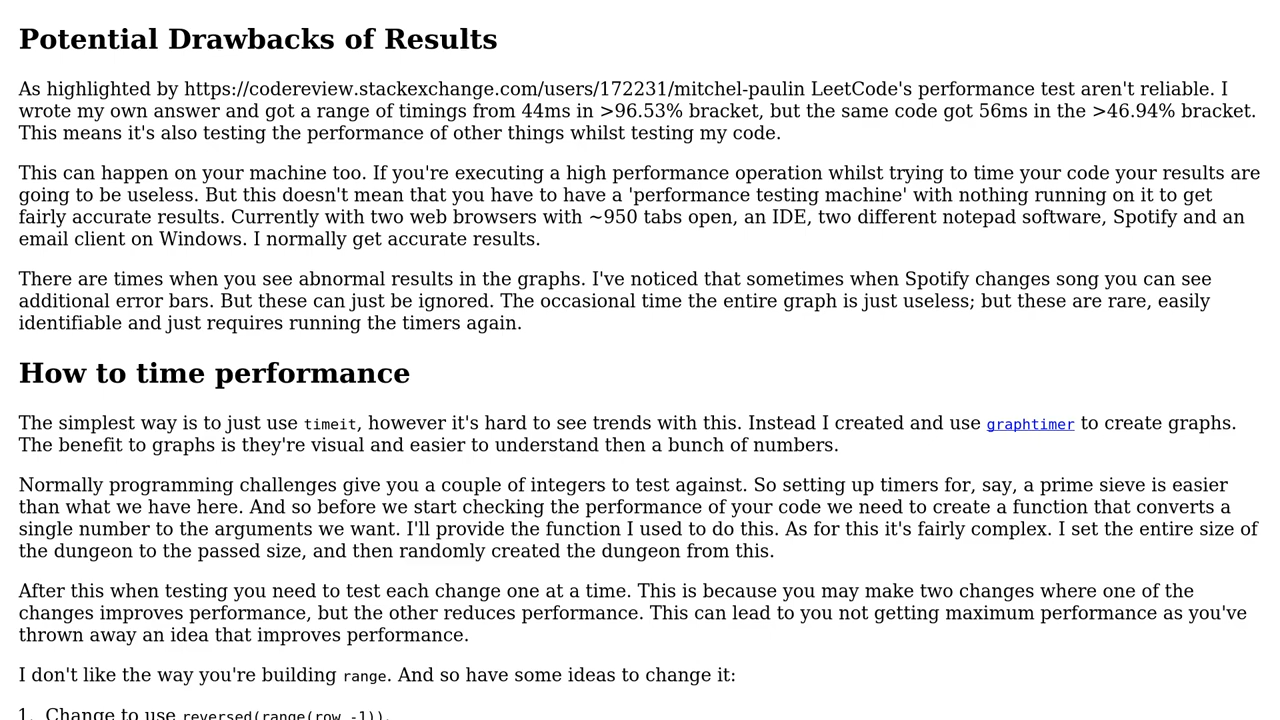 Potential Drawbacks of Results
As highlighted by https://codereview.stackexchange.com/users/172231/mitchel-paulin LeetCode's performance test aren't reliable. I
wrote my own answer and got a range of timings from 44ms in >96.53% bracket, but the same code got 56ms in the >46.94% bracket.
This means it's also testing the performance of other things whilst testing my code.
This can happen on your machine too. If you're executing a high performance operation whilst trying to time your code your results are
going to be useless. But this doesn't mean that you have to have a 'performance testing machine' with nothing running on it to get
fairly accurate results. Currently with two web browsers with ~950 tabs open, an IDE, two different notepad software, Spotify and an
email client on Windows. I normally get accurate results.
There are times when you see abnormal results in the graphs. I've noticed that sometimes when Spotify changes song you can see
additional error bars. But these can just be ignored. The occasional time the entire graph is just useless; but these are rare, easily
identifiable and just requires running the timers again.
How to time performance
The simplest way is to just use timeit, however it's hard to see trends with this. Instead I created and use graphtimer to create graphs.
The benefit to graphs is they're visual and easier to understand then a bunch of numbers.
Normally programming challenges give you a couple of integers to test against. So setting up timers for, say, a prime sieve is easier
than what we have here. And so before we start checking the performance of your code we need to create a function that converts a
single number to the arguments we want. I'll provide the function I used to do this. As for this it's fairly complex. I set the entire size of
the dungeon to the passed size, and then randomly created the dungeon from this.
After this when testing you need to test each change one at a time. This is because you may make two changes where one of the
changes improves performance, but the other reduces performance. This can lead to you not getting maximum performance as you've
thrown away an idea that improves performance.
I don't like the way you're building range. And so have some ideas to change it:
1. Change to use reversed(range(row -1)).